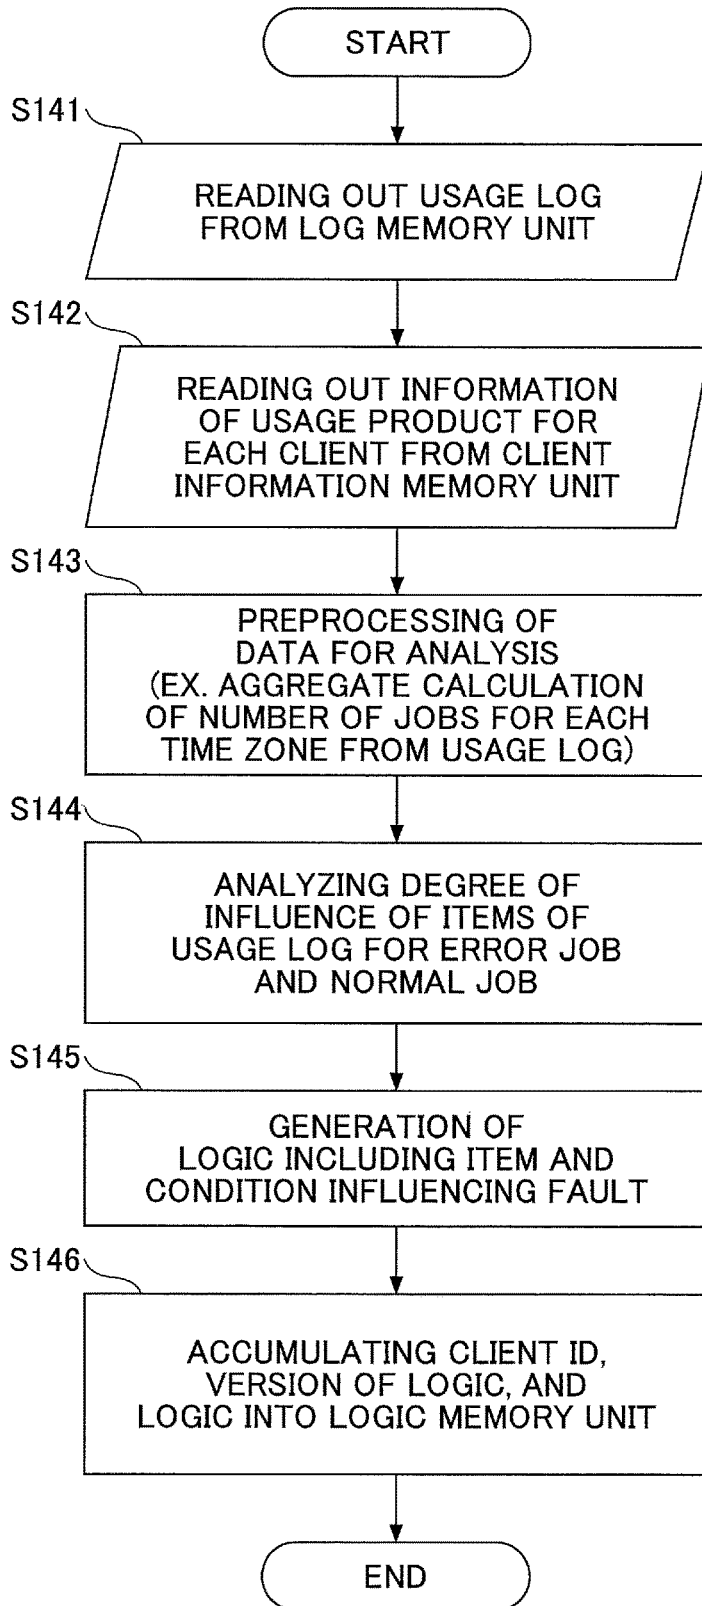 START
S141
READING OUT USAGE LOG
FROM LOG MEMORY UNIT
S142
READING OUT INFORMATION
OF USAGE PRODUCT FOR
EACH CLIENT FROM CLIENT
INFORMATION MEMORY UNIT
S143
PREPROCESSING OF
DATA FOR ANALYSIS
(EX. AGGREGATE CALCULATION
OF NUMBER OF JOBS FOR EACH
TIME ZONE FROM USAGE LOG)
S144
ANALYZING DEGREE OF
INFLUENCE OF ITEMS OF
USAGE LOG FOR ERROR JOB
AND NORMAL JOB
S145
GENERATION OF
LOGIC INCLUDING ITEM AND
CONDITION INFLUENCING FAULT
S146
ACCUMULATING CLIENT ID,
VERSION OF LOGIC, AND
LOGIC INTO LOGIC MEMORY UNIT
END